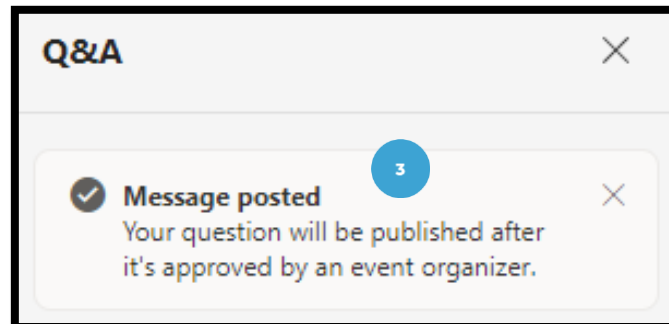 Q&A
3
Message posted
Your question will be published after
it's approved by an event organizer.